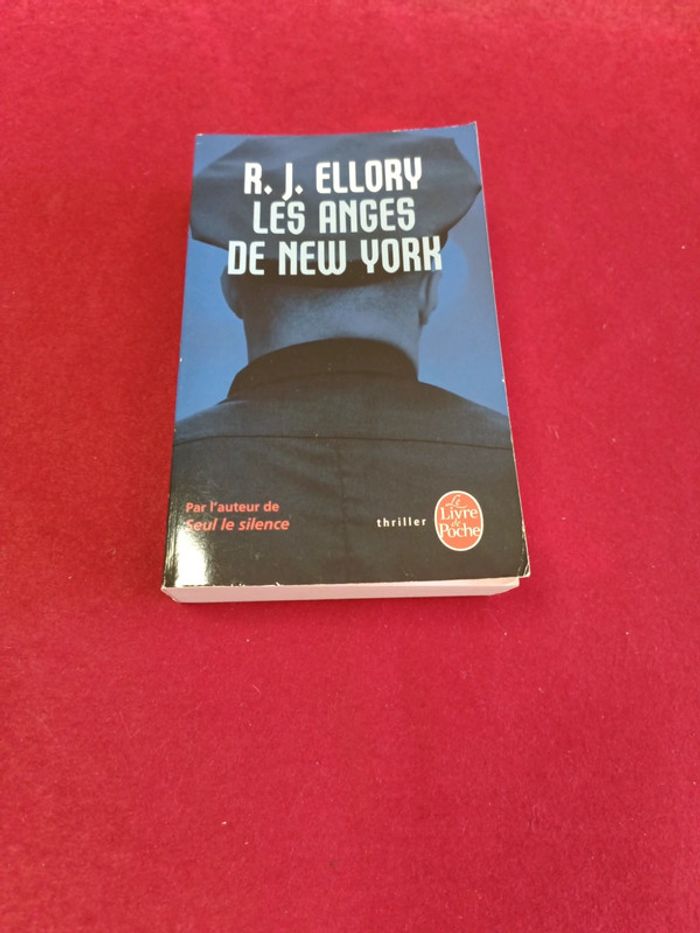 R. J. ELLORY
LES ANGES
DE NEW YORK
Par l'auteur de
Seul le silence
thriller
Le
Livre
de
Poche